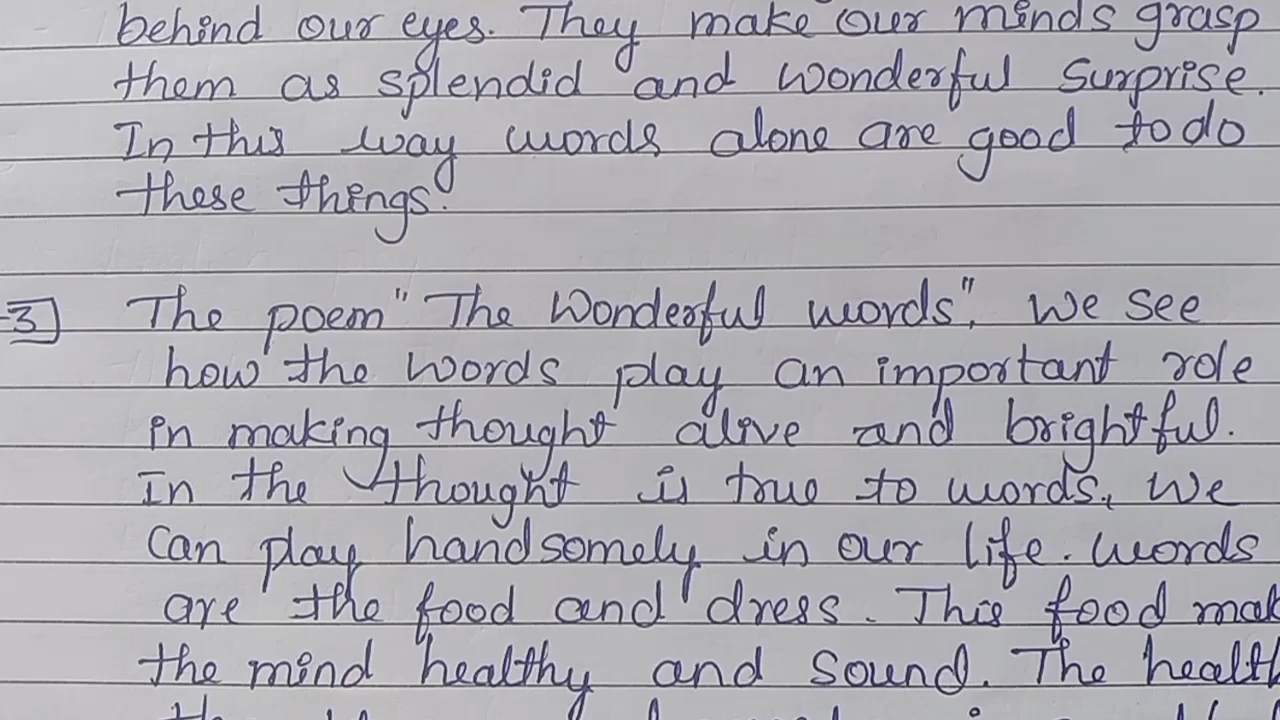 behind our eyes. They make our minds grasp
them as splendid and wonderful Surprise.
In this way words alone are good to do
these things.
3 The poem "The Wonderful words", we see
how the words play an important role
in making thought alive and brightful.
In the thought is true to words, We
can play handsomely in our life. words
are the food and dress. This food mak
the mind healthy and Sound. The health